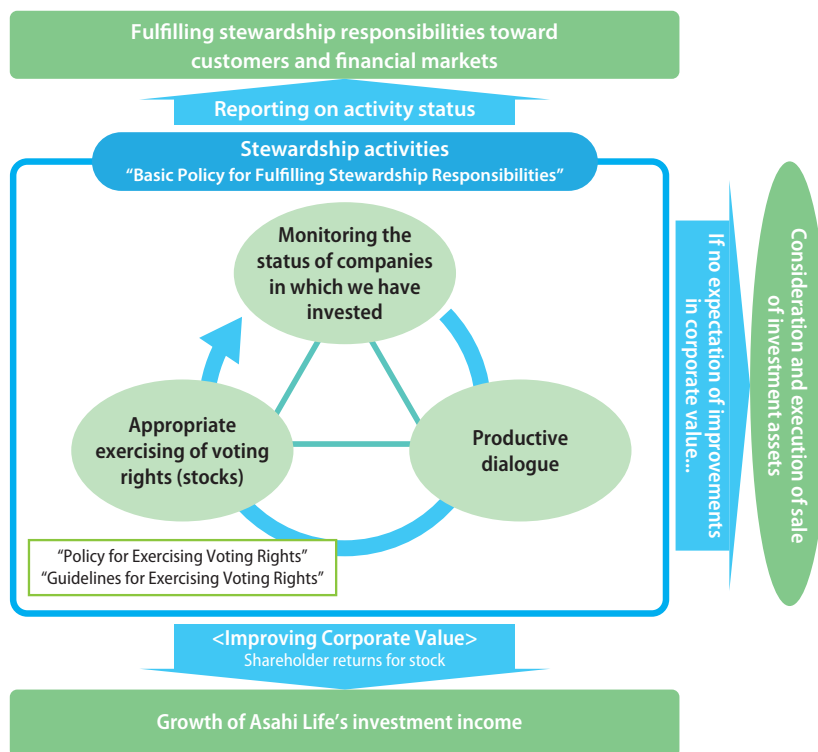 Fulfilling stewardship responsibilities toward
customers and financial markets
Reporting on activity status
Stewardship activities
“Basic Policy for Fulfilling Stewardship Responsibilities”
Monitoring the
status of companies
in which we have
invested
Appropriate
exercising of voting
rights (stocks)
Productive
dialogue
“Policy for Exercising Voting Rights”
“Guidelines for Exercising Voting Rights”
If no expectation of improvements
in corporate value...
Consideration and execution of sale
of investment assets
<Improving Corporate Value>
Shareholder returns for stock
Growth of Asahi Life’s investment income